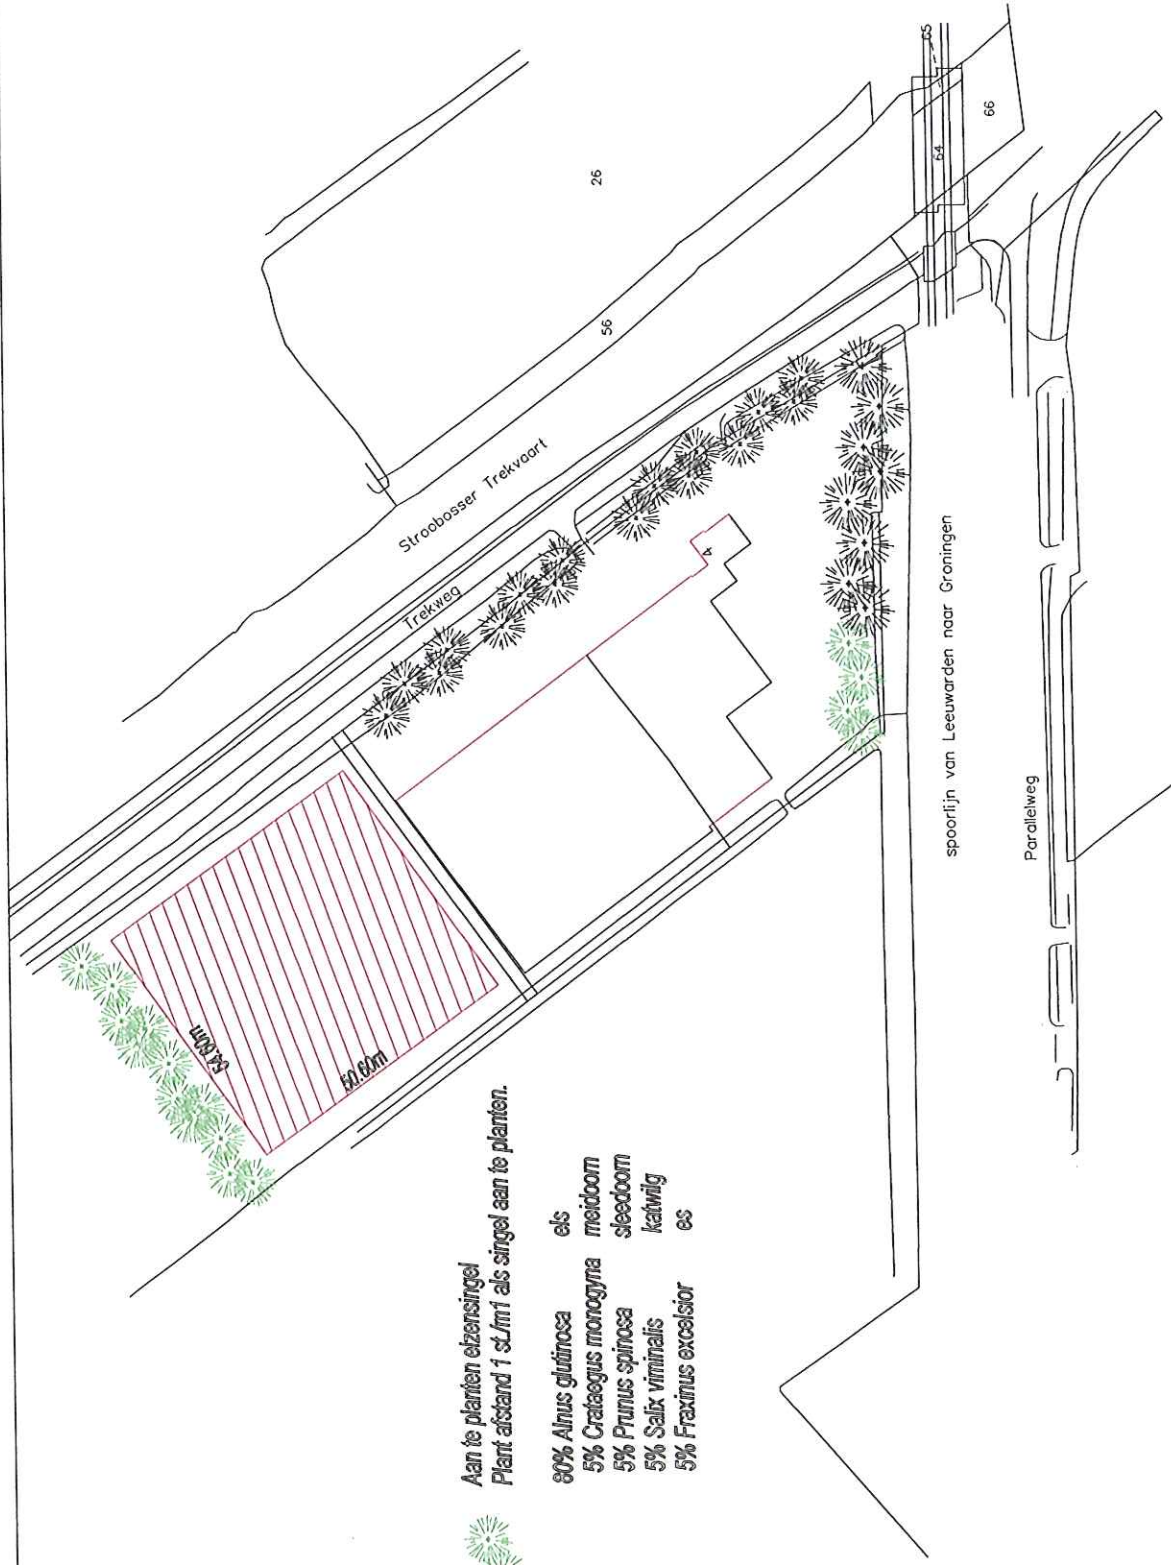 26
56
65
64
66
Stroobosser Trekvaart
Trekweg
4
spoorlijn van Leeuwarden naar Groningen
Parallelweg
54.60m
50.60m
Aan te planten elzensingel
Plant afstand 1 st./m1 als singel aan te planten.
80% Alnus glutinosa els
5% Crataegus monogyna meidoorn
5% Prunus spinosa sleedoorn
5% Salix viminalis katwilg
5% Fraxinus excelsior es